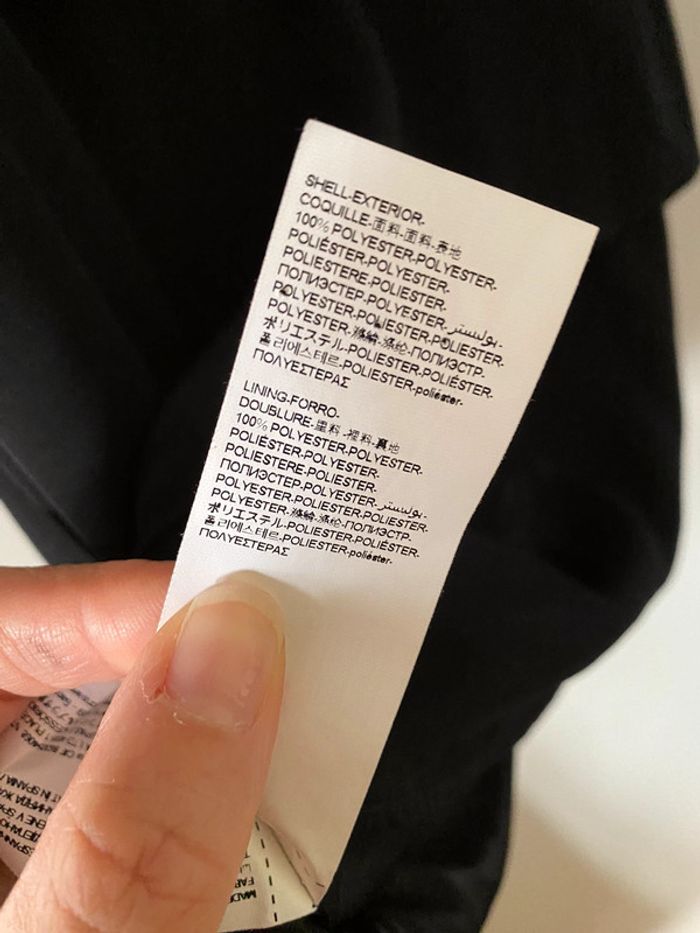 SHELL-EXTERIOR-
COQUILLE-面料-面料-表地
100% POLYESTER-POLYESTER-
POLIÉSTER-POLYESTER-
POLIESTERE-POLIESTER-
ПОЛИЭСТЕР-POLYESTER-
POLYESTER-POLIESTER-POLIESTER-بوليستر-
POLYESTER-滌綸-涤纶-ПОЛИЭСТР-
ポリエステル-POLIESTER-POLIÉSTER-
폴리에스테르-POLIESTER-poliéster-
ΠΟΛΥΕΣΤΕΡΑΣ
LINING-FORRO-
DOUBLURE-里料-裡料-裏地
100% POLYESTER-POLYESTER-
POLIÉSTER-POLYESTER-
POLIESTERE-POLIESTER-
ПОЛИЭСТЕР-POLYESTER-
POLYESTER-POLIESTER-POLIESTER-بوليستر-
POLYESTER-滌綸-涤纶-ПОЛИЭСТР-
ポリエステル-POLIESTER-POLIÉSTER-
폴리에스테르-POLIESTER-poliéster-
ΠΟΛΥΕΣΤΕΡΑΣ